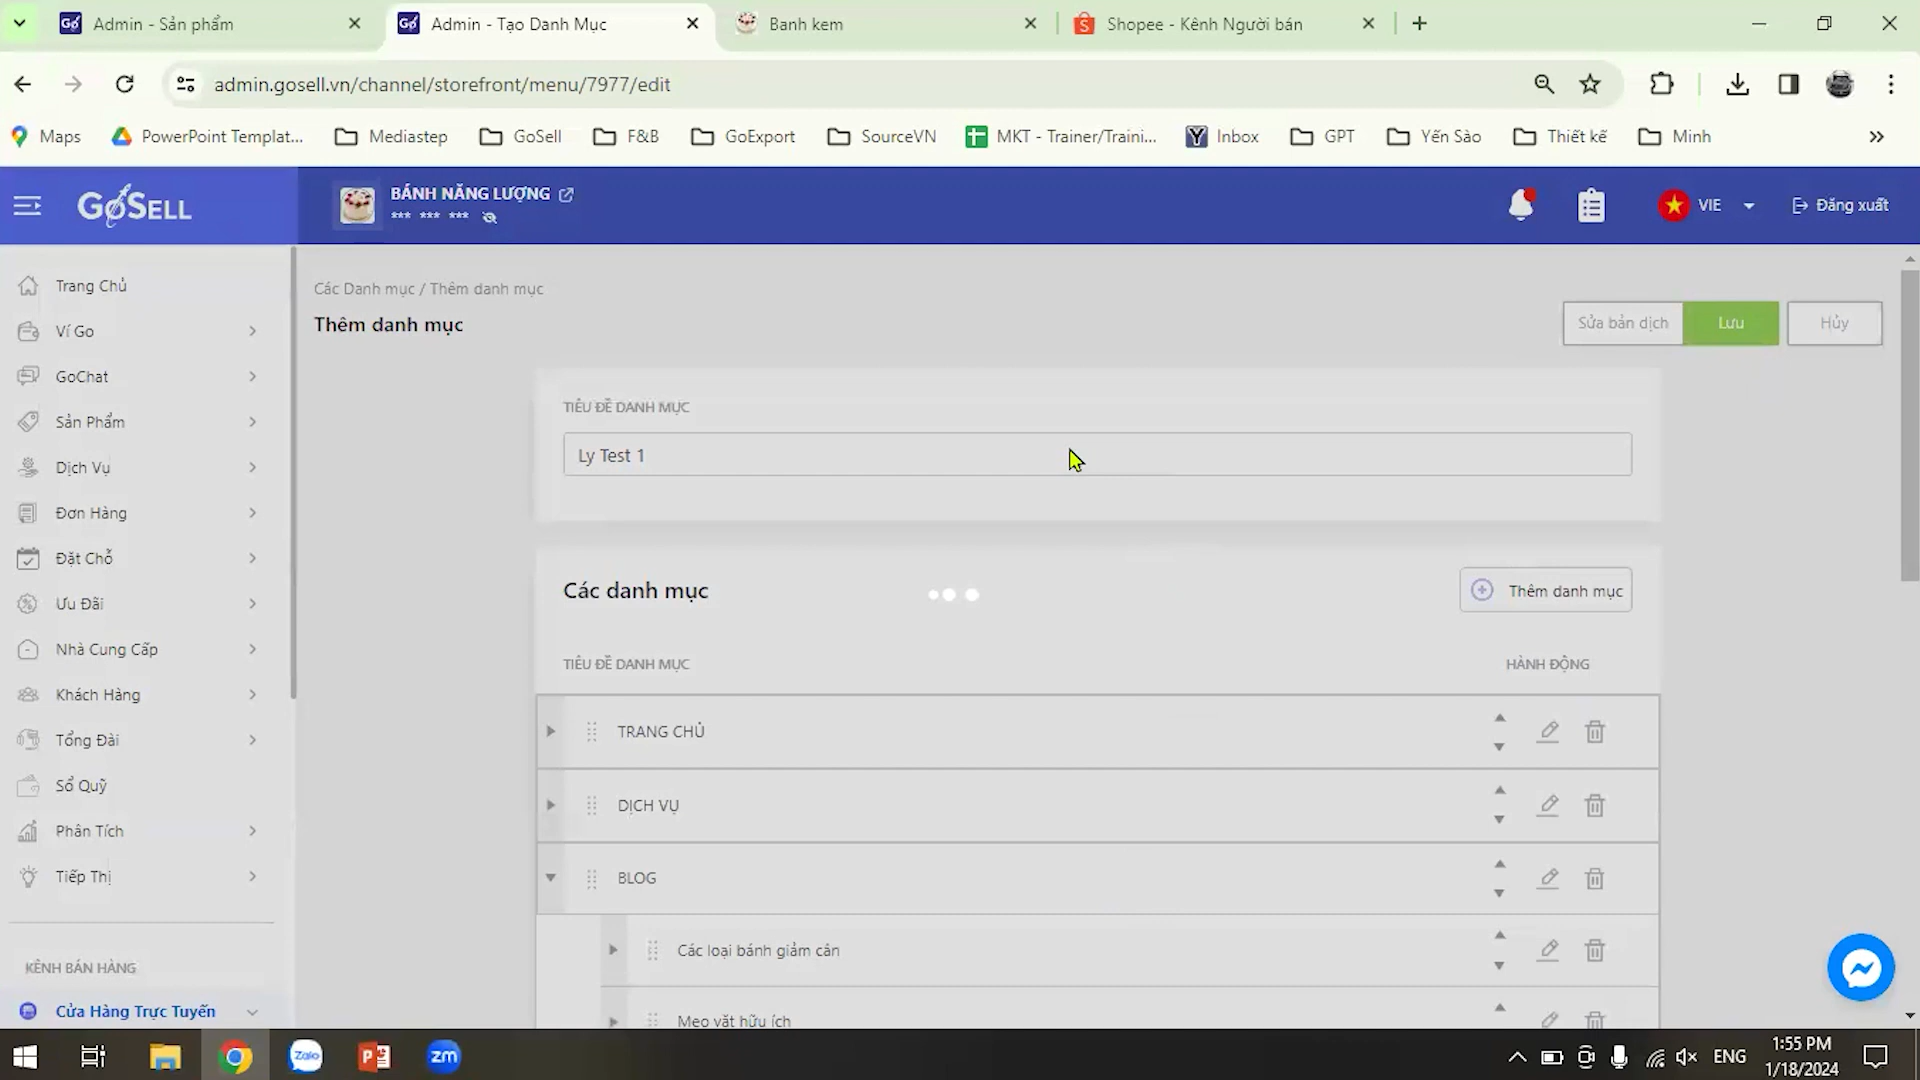 Admin - Sản phẩm
Admin - Tạo Danh Mục
Banh kem
Shopee - Kênh Người bán
admin.gosell.vn/channel/storefront/menu/7977/edit
Maps
PowerPoint Templat...
Mediastep
GoSell
F&B
GoExport
SourceVN
MKT - Trainer/Traini...
Inbox
GPT
Yến Sào
Thiết kế
Minh
GoSELL
BÁNH NĂNG LƯỢNG
*** *** ***
VIE
Đăng xuất
Trang Chủ
Ví Go
GoChat
Sản Phẩm
Dịch Vụ
Đơn Hàng
Đặt Chỗ
Ưu Đãi
Nhà Cung Cấp
Khách Hàng
Tổng Đài
Sổ Quỹ
Phân Tích
Tiếp Thị
KÊNH BÁN HÀNG
Cửa Hàng Trực Tuyến
Các Danh mục / Thêm danh mục
Thêm danh mục
Sửa bản dịch
Lưu
Hủy
TIÊU ĐỀ DANH MỤC
Ly Test 1
Các danh mục
Thêm danh mục
TIÊU ĐỀ DANH MỤC
HÀNH ĐỘNG
TRANG CHỦ
DỊCH VỤ
BLOG
Các loại bánh giảm cân
Mẹo vặt hữu ích
Zalo
zm
ENG
1:55 PM
1/18/2024